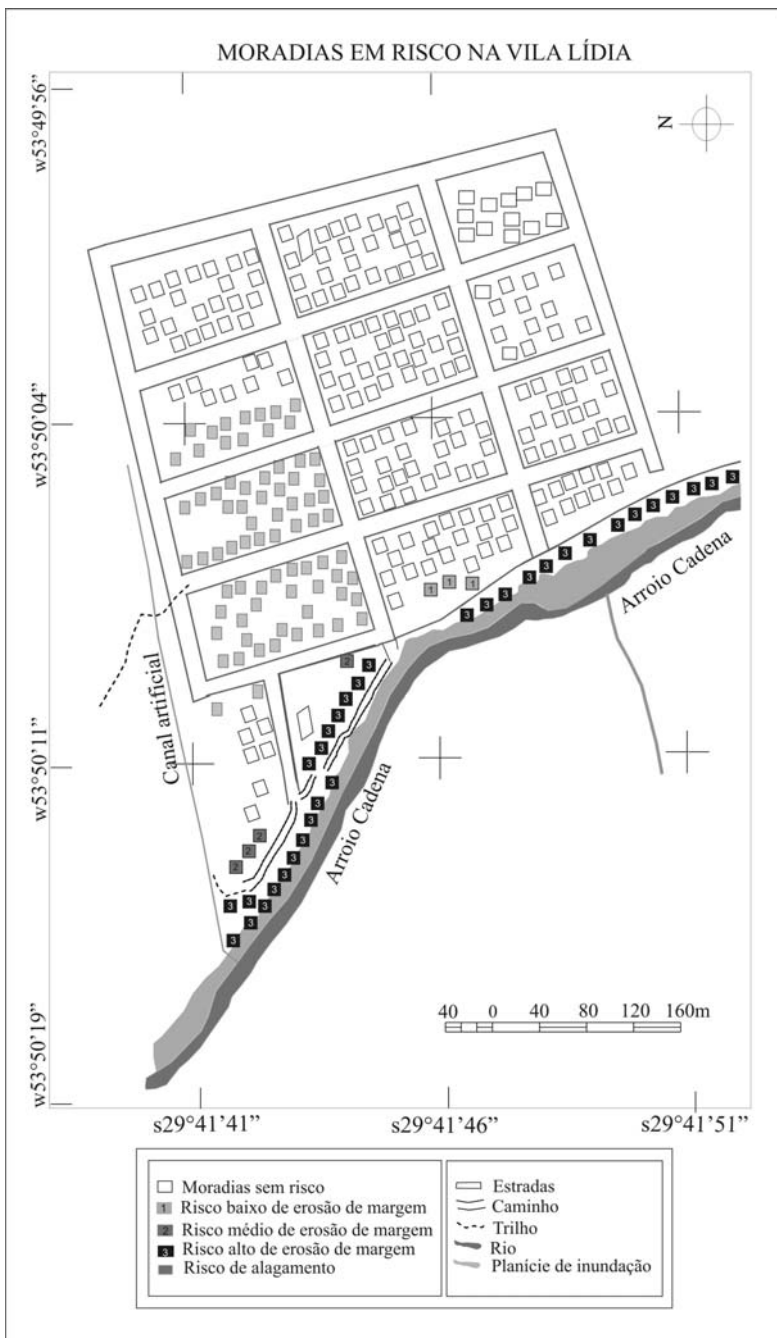 MORADIAS EM RISCO NA VILA LÍDIA
w53°49'56”
N
w53°50'04”
Arroio Cadena
Canal artificial
w53°50'11”
Arroio Cadena
40 0 40 80 120 160m
w53°50'19”
s29°41'41” s29°41'46” s29°41'51”
Moradias sem risco
1 Risco baixo de erosão de margem
2 Risco médio de erosão de margem
3 Risco alto de erosão de margem
Risco de alagamento
Estradas
Caminho
Trilho
Rio
Planície de inundação